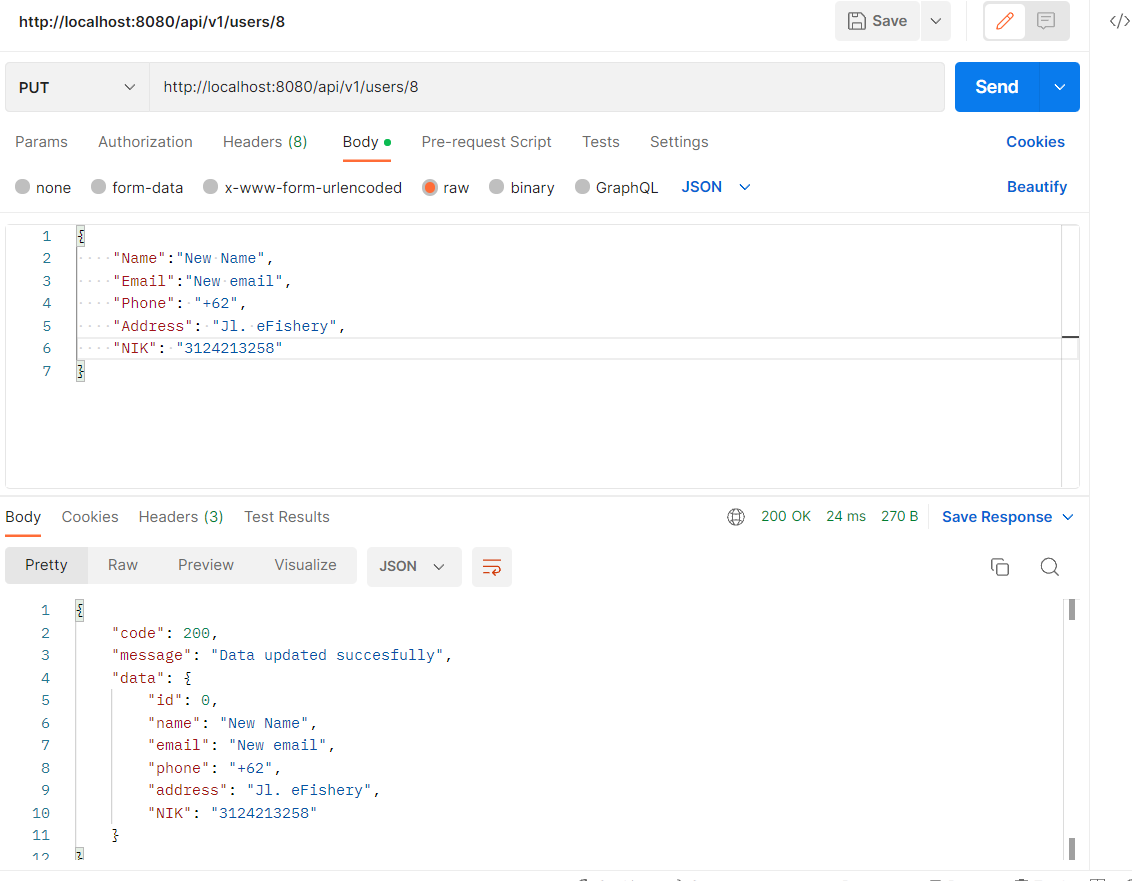 http://localhost:8080/api/v1/users/8 Save </>
PUT http://localhost:8080/api/v1/users/8 Send
Params Authorization Headers (8) Body Pre-request Script Tests Settings Cookies
none form-data x-www-form-urlencoded raw binary GraphQL JSON Beautify
1 {
2 "Name":"New Name",
3 "Email":"New email",
4 "Phone": "+62",
5 "Address": "Jl. eFishery",
6 "NIK": "3124213258"
7 }
Body Cookies Headers (3) Test Results 200 OK 24 ms 270 B Save Response
Pretty Raw Preview Visualize JSON
1 {
2 "code": 200,
3 "message": "Data updated succesfully",
4 "data": {
5 "id": 0,
6 "name": "New Name",
7 "email": "New email",
8 "phone": "+62",
9 "address": "Jl. eFishery",
10 "NIK": "3124213258"
11 }
12 }